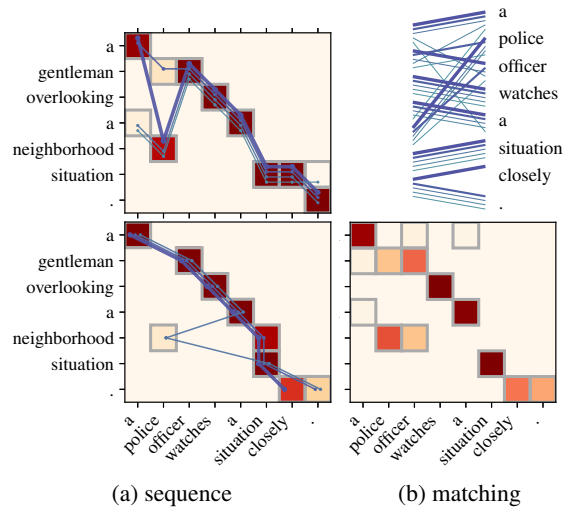 a
gentleman
overlooking
a
neighborhood
situation
.
a
police
officer
watches
a
situation
closely
.
a
gentleman
overlooking
a
neighborhood
situation
.
a
police
officer
watches
a
situation
closely
.
a
police
officer
watches
a
situation
closely
.
(a) sequence
(b) matching